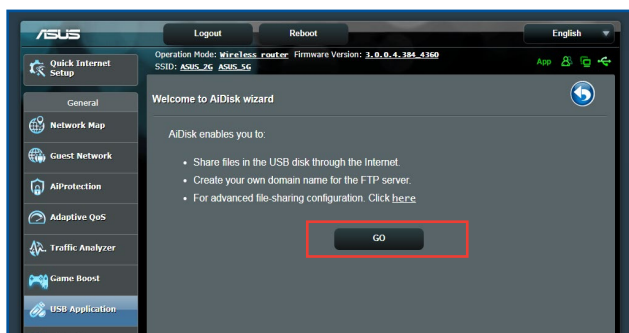 ASUS
Logout
Reboot
English
Quick Internet
Setup
Operation Mode: Wireless router Firmware Version: 3.0.0.4.384_4360
SSID: ASUS_2G ASUS_5G
App
General
Network Map
Guest Network
AiProtection
Adaptive QoS
Traffic Analyzer
Game Boost
USB Application
Welcome to AiDisk wizard
AiDisk enables you to:
• Share files in the USB disk through the Internet.
• Create your own domain name for the FTP server.
• For advanced file-sharing configuration. Click here
GO